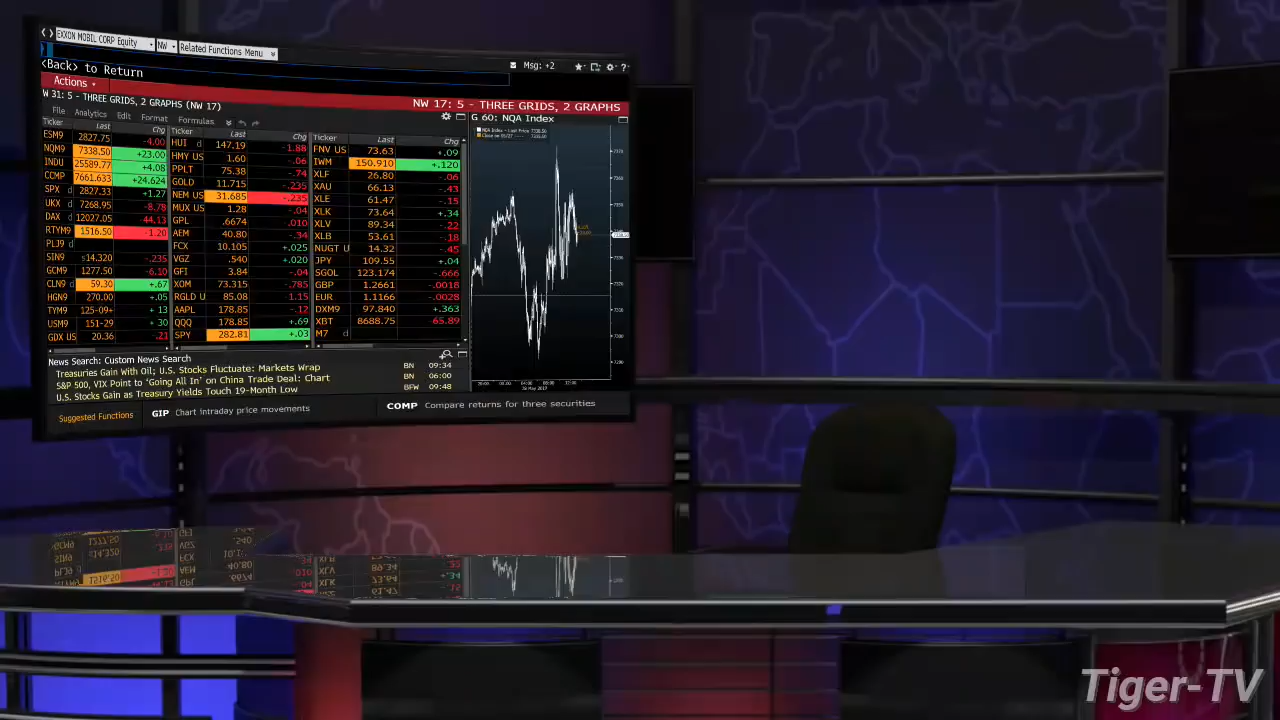 EXXON MOBIL CORP Equity NW Related Functions Menu
Msg: +2
<Back> to Return
Actions
W 31: 5 - THREE GRIDS, 2 GRAPHS (NW 17) NW 17: 5 - THREE GRIDS, 2 GRAPHS
File Analytics Edit Format Formulas
G 60: NQA Index
Ticker Last Chg Ticker Last Chg Ticker Last Chg
ESM9 2827.75 -4.00 HUI d 147.19 -1.88 FNV US 73.63 +.09
NQM9 7338.50 +23.00 HMY US 1.60 -.06 IWM 150.910 +.120
INDU 25589.77 +4.08 PPLT 75.38 -.74 XLF 26.80 -.06
CCMP 7661.633 +24.624 GOLD 11.715 -.235 XAU 66.13 -.43
SPX d 2827.33 +1.27 NEM US 31.685 -.235 XLE 61.47 -.15
UKX d 7268.95 -8.78 MUX US 1.28 -.04 XLK 73.64 +.34
DAX d 12027.05 -44.13 GPL .6674 -.010 XLV 89.34 -.22
RTYM9 1516.50 -1.20 AEM 40.80 -.34 XLB 53.61 -.18
PLJ9 d FCX 10.105 +.025 NUGT U 14.32 -.45
SIN9 s14.320 -.235 VGZ .540 +.020 JPY 109.55 +.04
GCM9 1277.50 -6.10 GFI 3.84 -.04 SGOL 123.174 -.666
CLN9 d 59.30 +.67 XOM 73.315 -.785 GBP 1.2661 -.0018
HGN9 270.00 +.05 RGLD U 85.08 -1.15 EUR 1.1166 -.0028
TYM9 125-09+ + 13 AAPL 178.85 -.12 DXM9 97.840 +.363
USM9 151-29 + 30 QQQ 178.85 +.69 XBT 8688.75 -65.89
GDX US 20.36 -.21 SPY 282.81 +.03 M7 d
News Search: Custom News Search
Treasuries Gain With Oil; U.S. Stocks Fluctuate: Markets Wrap BN 09:34
S&P 500, VIX Point to 'Going All In' on China Trade Deal: Chart BN 06:00
U.S. Stocks Gain as Treasury Yields Touch 19-Month Low BFW 09:48
28 May 2019
Suggested Functions GIP Chart intraday price movements COMP Compare returns for three securities
Tiger-TV